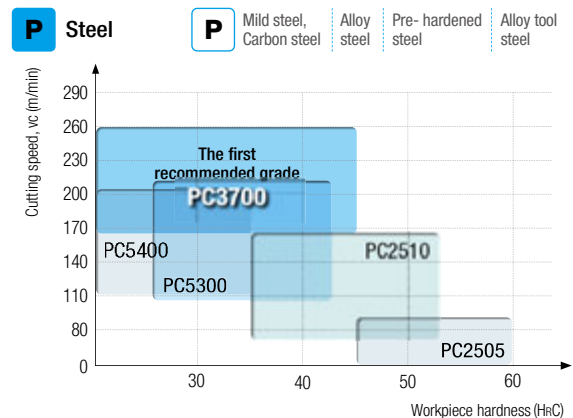 P Steel
P Mild steel, Carbon steel
Alloy steel
Pre- hardened steel
Alloy tool steel
Cutting speed, vc (m/min)
290
260
230
200
170
140
110
80
0
The first
recommended grade
PC3700
PC5400
PC5300
PC2510
PC2505
30 40 50 60
Workpiece hardness (HRC)